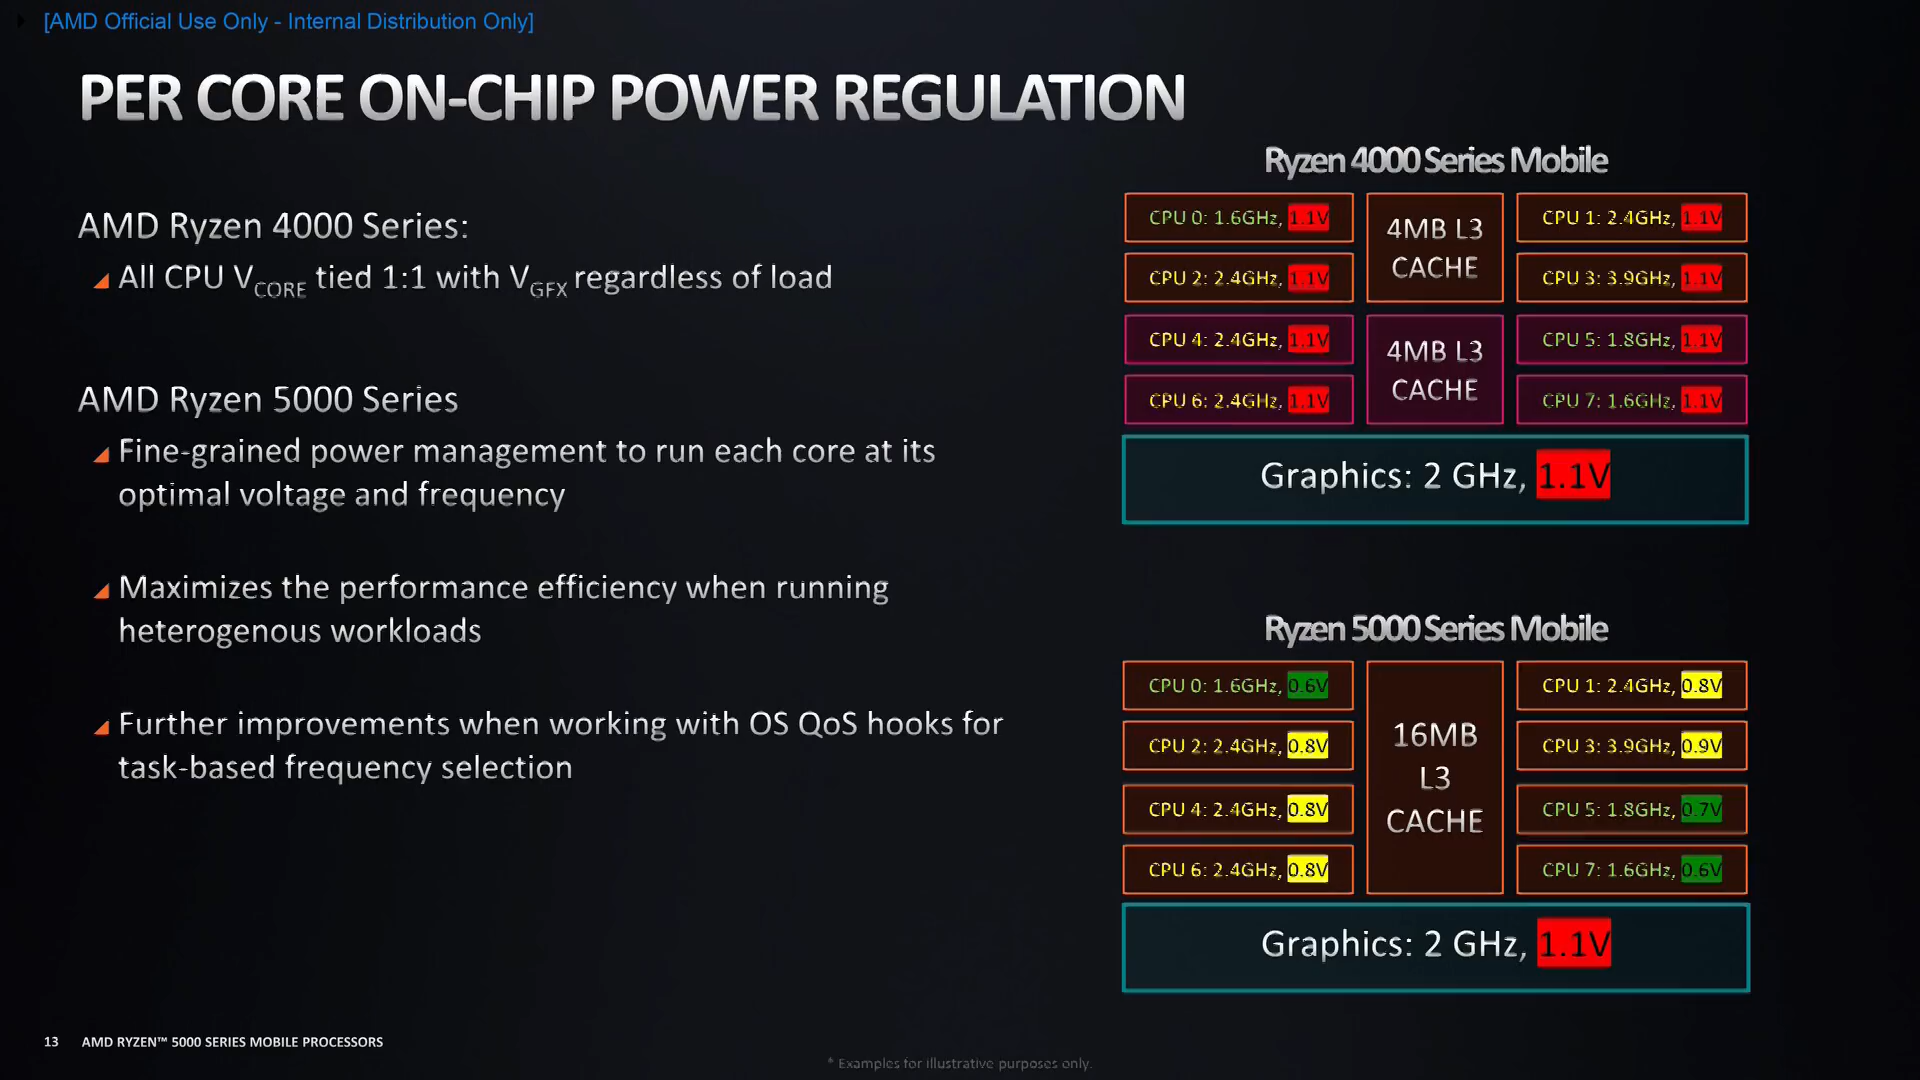 [AMD Official Use Only - Internal Distribution Only]
PER CORE ON-CHIP POWER REGULATION
AMD Ryzen 4000 Series:
All CPU VCORE tied 1:1 with VGFX regardless of load
AMD Ryzen 5000 Series
Fine-grained power management to run each core at its
optimal voltage and frequency
Maximizes the performance efficiency when running
heterogenous workloads
Further improvements when working with OS QoS hooks for
task-based frequency selection
Ryzen 4000 Series Mobile
CPU 0: 1.6GHz, 1.1V
4MB L3
CACHE
CPU 1: 2.4GHz, 1.1V
CPU 2: 2.4GHz, 1.1V
CPU 3: 3.9GHz, 1.1V
CPU 4: 2.4GHz, 1.1V
4MB L3
CACHE
CPU 5: 1.8GHz, 1.1V
CPU 6: 2.4GHz, 1.1V
CPU 7: 1.6GHz, 1.1V
Graphics: 2 GHz, 1.1V
Ryzen 5000 Series Mobile
CPU 0: 1.6GHz, 0.6V
CPU 1: 2.4GHz, 0.8V
CPU 2: 2.4GHz, 0.8V
16MB
L3
CACHE
CPU 3: 3.9GHz, 0.9V
CPU 4: 2.4GHz, 0.8V
CPU 5: 1.8GHz, 0.7V
CPU 6: 2.4GHz, 0.8V
CPU 7: 1.6GHz, 0.6V
Graphics: 2 GHz, 1.1V
13 AMD RYZEN™ 5000 SERIES MOBILE PROCESSORS
* Examples for illustrative purposes only.